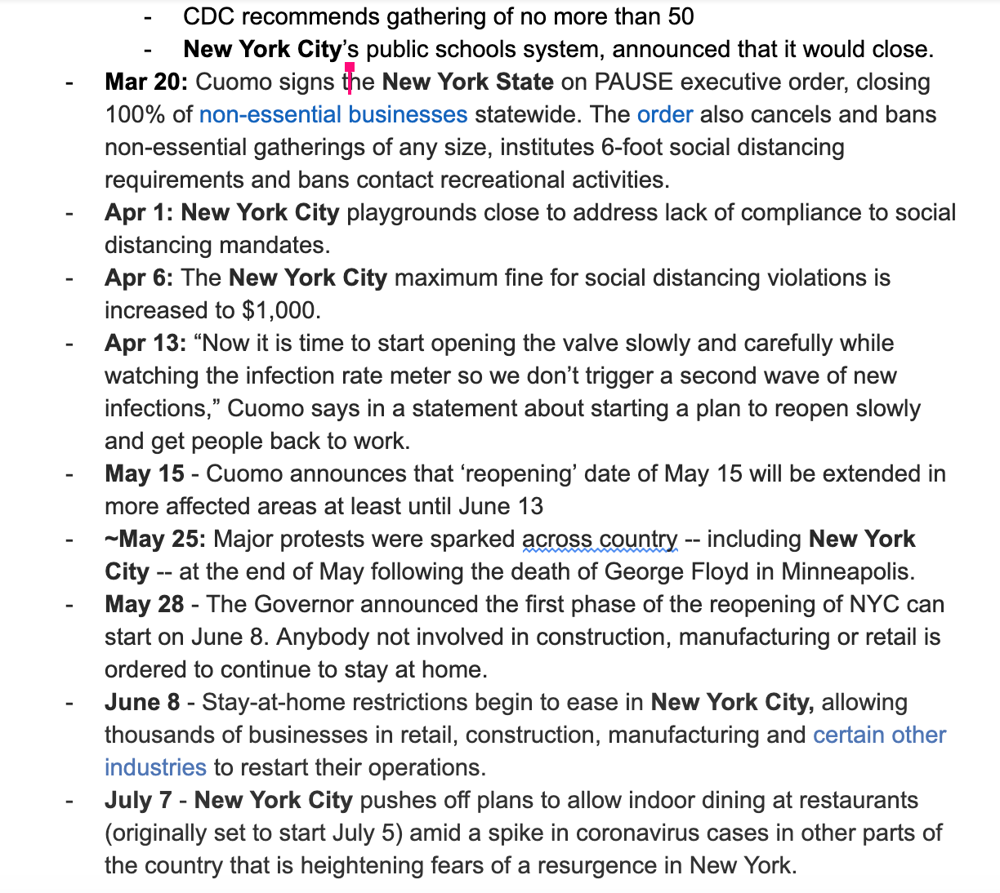 - CDC recommends gathering of no more than 50
- New York City’s public schools system, announced that it would close.
- Mar 20: Cuomo signs the New York State on PAUSE executive order, closing
100% of non-essential businesses statewide. The order also cancels and bans
non-essential gatherings of any size, institutes 6-foot social distancing
requirements and bans contact recreational activities.
- Apr 1: New York City playgrounds close to address lack of compliance to social
distancing mandates.
- Apr 6: The New York City maximum fine for social distancing violations is
increased to $1,000.
- Apr 13: “Now it is time to start opening the valve slowly and carefully while
watching the infection rate meter so we don’t trigger a second wave of new
infections,” Cuomo says in a statement about starting a plan to reopen slowly
and get people back to work.
- May 15 - Cuomo announces that ‘reopening’ date of May 15 will be extended in
more affected areas at least until June 13
- ~May 25: Major protests were sparked across country -- including New York
City -- at the end of May following the death of George Floyd in Minneapolis.
- May 28 - The Governor announced the first phase of the reopening of NYC can
start on June 8. Anybody not involved in construction, manufacturing or retail is
ordered to continue to stay at home.
- June 8 - Stay-at-home restrictions begin to ease in New York City, allowing
thousands of businesses in retail, construction, manufacturing and certain other
industries to restart their operations.
- July 7 - New York City pushes off plans to allow indoor dining at restaurants
(originally set to start July 5) amid a spike in coronavirus cases in other parts of
the country that is heightening fears of a resurgence in New York.